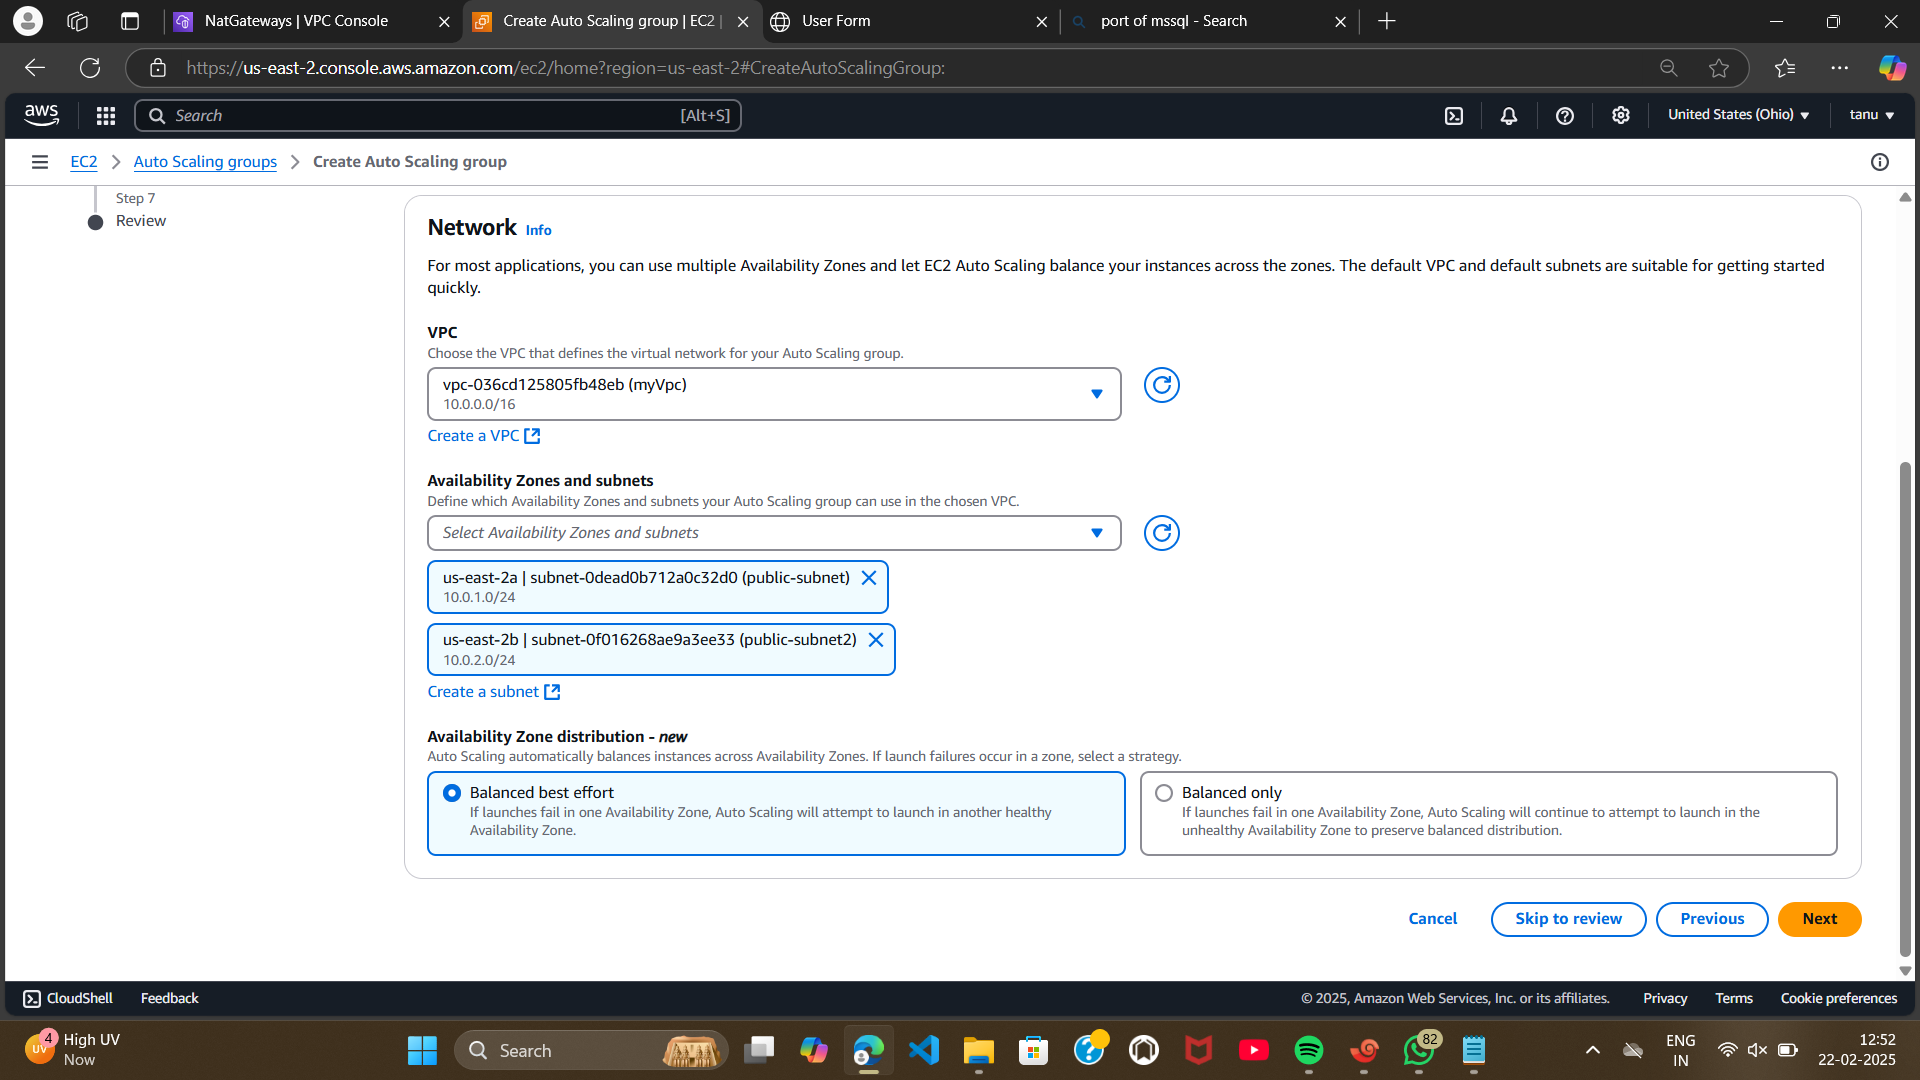 NatGateways | VPC Console
Create Auto Scaling group | EC2 |
User Form
port of mssql - Search
https://us-east-2.console.aws.amazon.com/ec2/home?region=us-east-2#CreateAutoScalingGroup:
aws
Search
[Alt+S]
United States (Ohio)
tanu
EC2
Auto Scaling groups
Create Auto Scaling group
Step 7
Review
Network Info
For most applications, you can use multiple Availability Zones and let EC2 Auto Scaling balance your instances across the zones. The default VPC and default subnets are suitable for getting started
quickly.
VPC
Choose the VPC that defines the virtual network for your Auto Scaling group.
vpc-036cd125805fb48eb (myVpc)
10.0.0.0/16
Create a VPC
Availability Zones and subnets
Define which Availability Zones and subnets your Auto Scaling group can use in the chosen VPC.
Select Availability Zones and subnets
us-east-2a | subnet-0dead0b712a0c32d0 (public-subnet)
10.0.1.0/24
us-east-2b | subnet-0f016268ae9a3ee33 (public-subnet2)
10.0.2.0/24
Create a subnet
Availability Zone distribution - new
Auto Scaling automatically balances instances across Availability Zones. If launch failures occur in a zone, select a strategy.
Balanced best effort
If launches fail in one Availability Zone, Auto Scaling will attempt to launch in another healthy
Availability Zone.
Balanced only
If launches fail in one Availability Zone, Auto Scaling will continue to attempt to launch in the
unhealthy Availability Zone to preserve balanced distribution.
Cancel
Skip to review
Previous
Next
CloudShell
Feedback
© 2025, Amazon Web Services, Inc. or its affiliates.
Privacy
Terms
Cookie preferences
UV
4
High UV
Now
Search
82
ENG
IN
12:52
22-02-2025